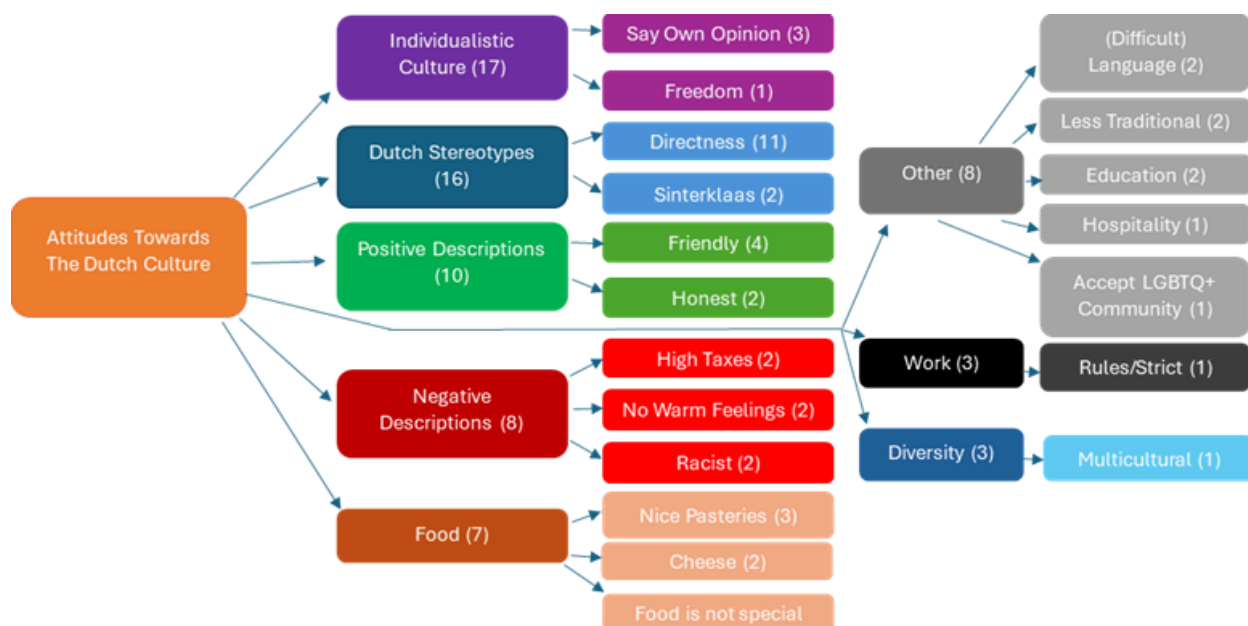 Attitudes Towards
The Dutch Culture
Individualistic
Culture (17)
Say Own Opinion (3)
Freedom (1)
Dutch Stereotypes
(16)
Directness (11)
Sinterklaas (2)
Positive Descriptions
(10)
Friendly (4)
Honest (2)
Negative
Descriptions (8)
High Taxes (2)
No Warm Feelings (2)
Racist (2)
Food (7)
Nice Pasteries (3)
Cheese (2)
Food is not special
Other (8)
(Difficult)
Language (2)
Less Traditional (2)
Education (2)
Hospitality (1)
Accept LGBTQ+
Community (1)
Work (3)
Rules/Strict (1)
Diversity (3)
Multicultural (1)